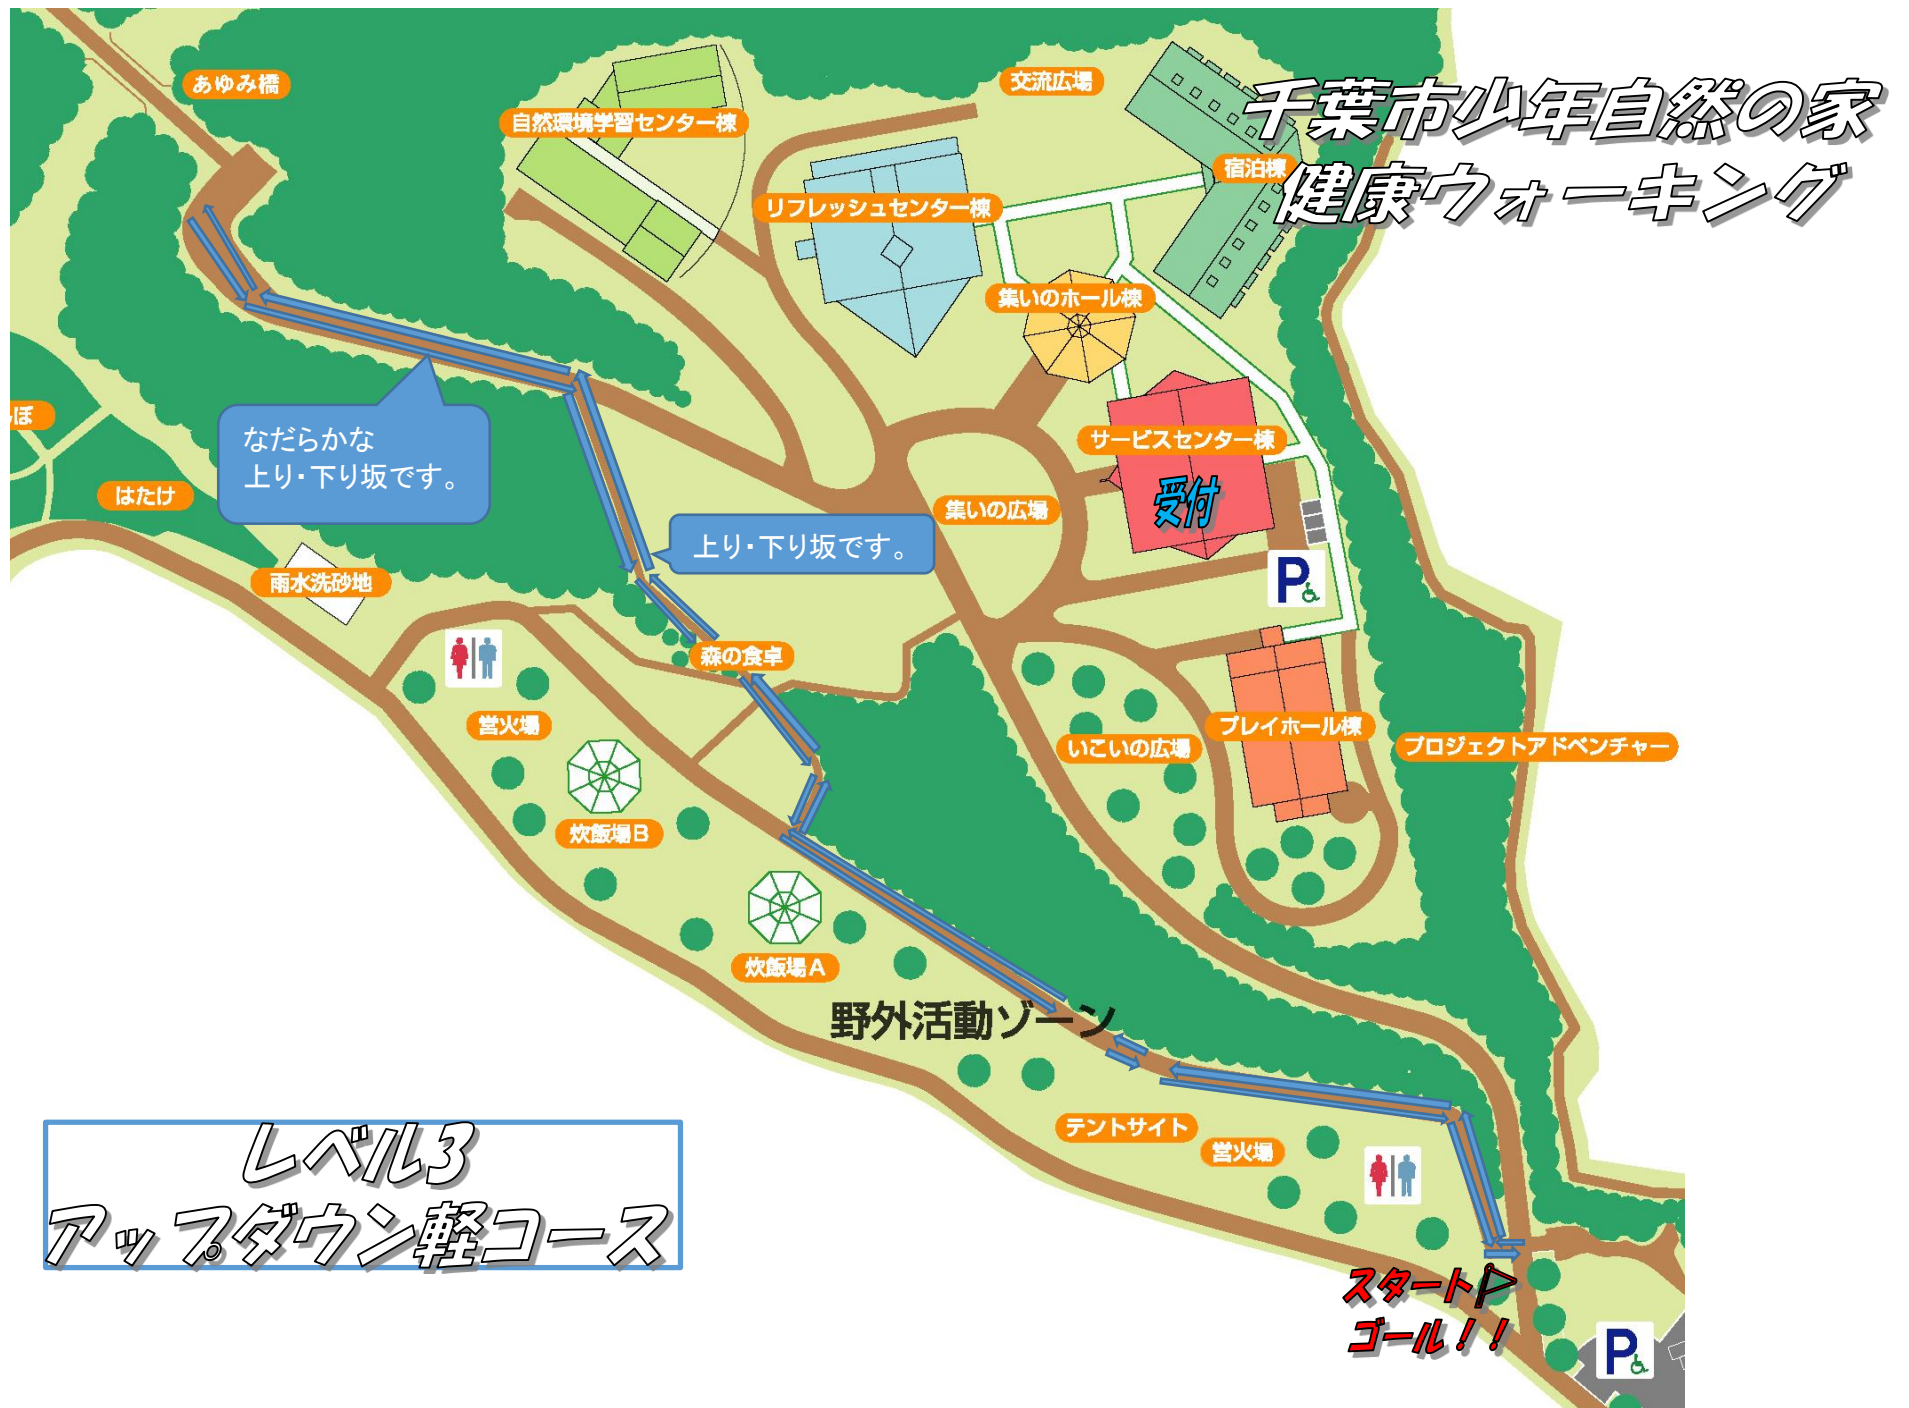 千葉市少年自然の家
健康ウォーキング
あゆみ橋
自然環境学習センター棟
交流広場
宿泊棟
リフレッシュセンター棟
集いのホール棟
サービスセンター棟
受付
ぼ
なだらかな
上り・下り坂です。
はたけ
集いの広場
上り・下り坂です。
雨水洗砂地
P
森の食卓
営火場
いこいの広場
プレイホール棟
プロジェクトアドベンチャー
炊飯場B
炊飯場A
野外活動ゾーン
テントサイト
営火場
レベル3
アップダウン軽コース
スタート
ゴール!!
P